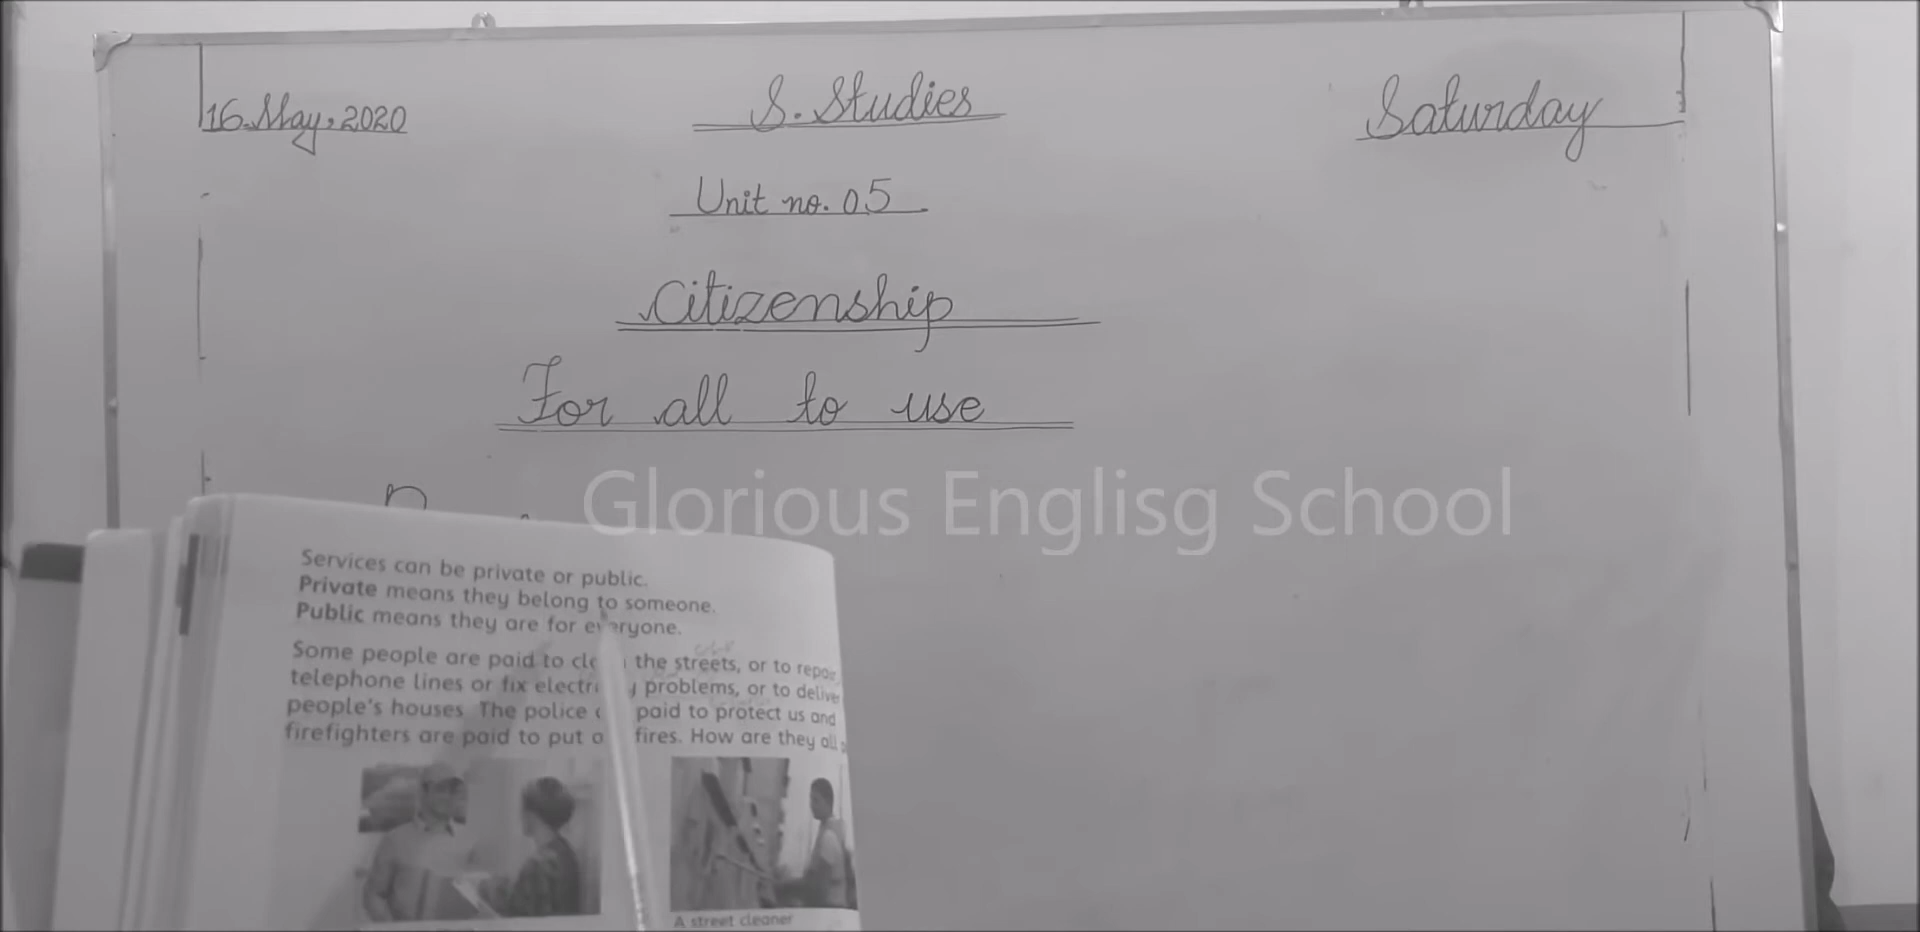 16. May, 2020
S. Studies
Saturday
Unit no. 05
Citizenship
For all to use
Glorious Englisg School
Services can be private or public.
Private means they belong to someone.
Public means they are for everyone.
Some people are paid to the streets, or to
telephone lines or fix problems, or to
people's houses. The police paid to protect us and
firefighters are paid to put fires. How are they all
A street cleaner